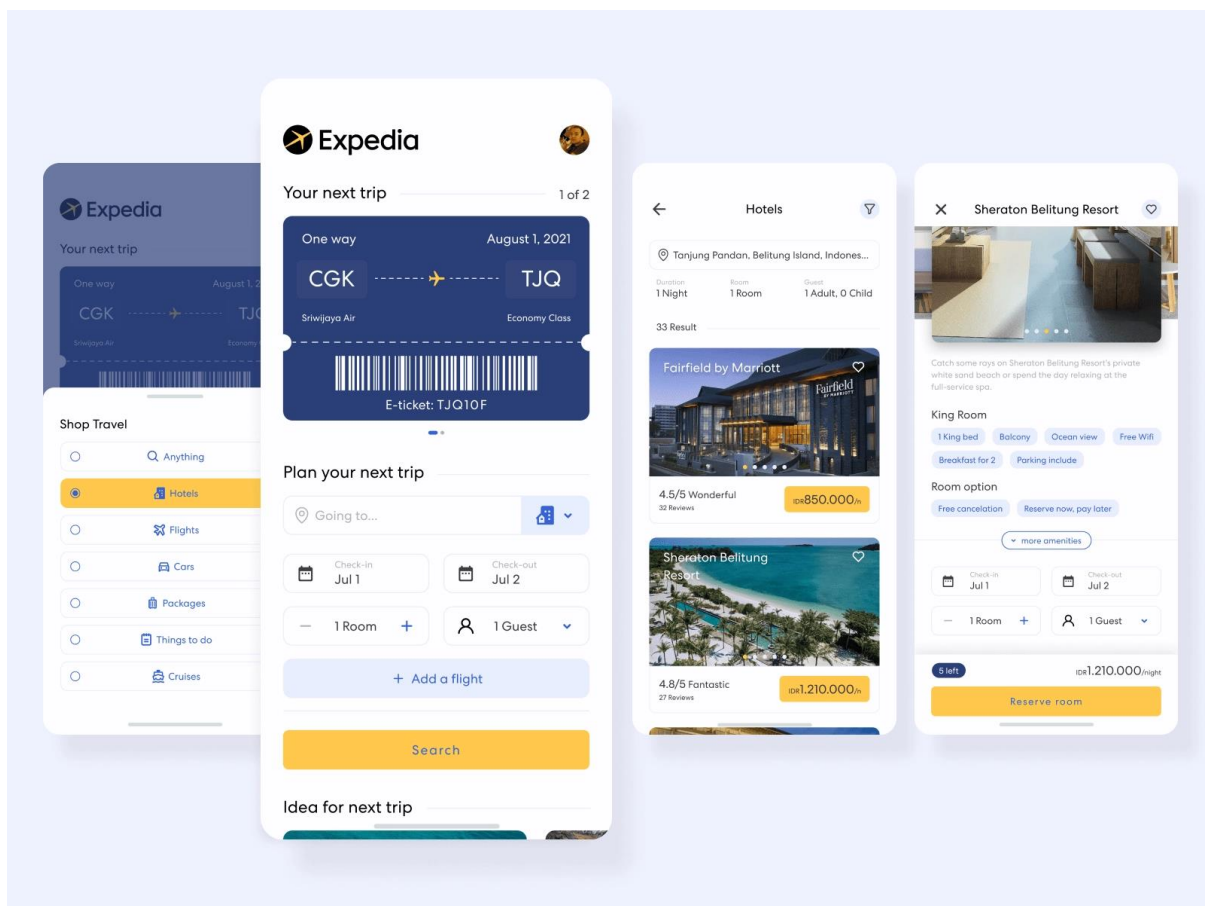 Expedia
Your next trip
One way August 1, 2
CGK TJQ
Sriwijaya Air Economy
Shop Travel
Anything
Hotels
Flights
Cars
Packages
Things to do
Cruises
Expedia
Your next trip 1 of 2
One way August 1, 2021
CGK TJQ
Sriwijaya Air Economy Class
E-ticket: TJQ10F
Plan your next trip
Going to...
Check-in Check-out
Jul 1 Jul 2
1 Room 1 Guest
+ Add a flight
Search
Idea for next trip
Hotels
Tanjung Pandan, Belitung Island, Indones...
Duration Room Guest
1 Night 1 Room 1 Adult, 0 Child
33 Result
Fairfield by Marriott
Fairfield
BY MARRIOTT
4.5/5 Wonderful
32 Reviews
IDR850.000/n
Sheraton Belitung
Resort
4.8/5 Fantastic
27 Reviews
IDR1.210.000/n
Sheraton Belitung Resort
Catch some rays on Sheraton Belitung Resort's private
white sand beach or spend the day relaxing at the
full-service spa.
King Room
1 King bed Balcony Ocean view Free Wifi
Breakfast for 2 Parking include
Room option
Free cancelation Reserve now, pay later
more amenities
Check-in Check-out
Jul 1 Jul 2
1 Room 1 Guest
5 left IDR1.210.000/night
Reserve room